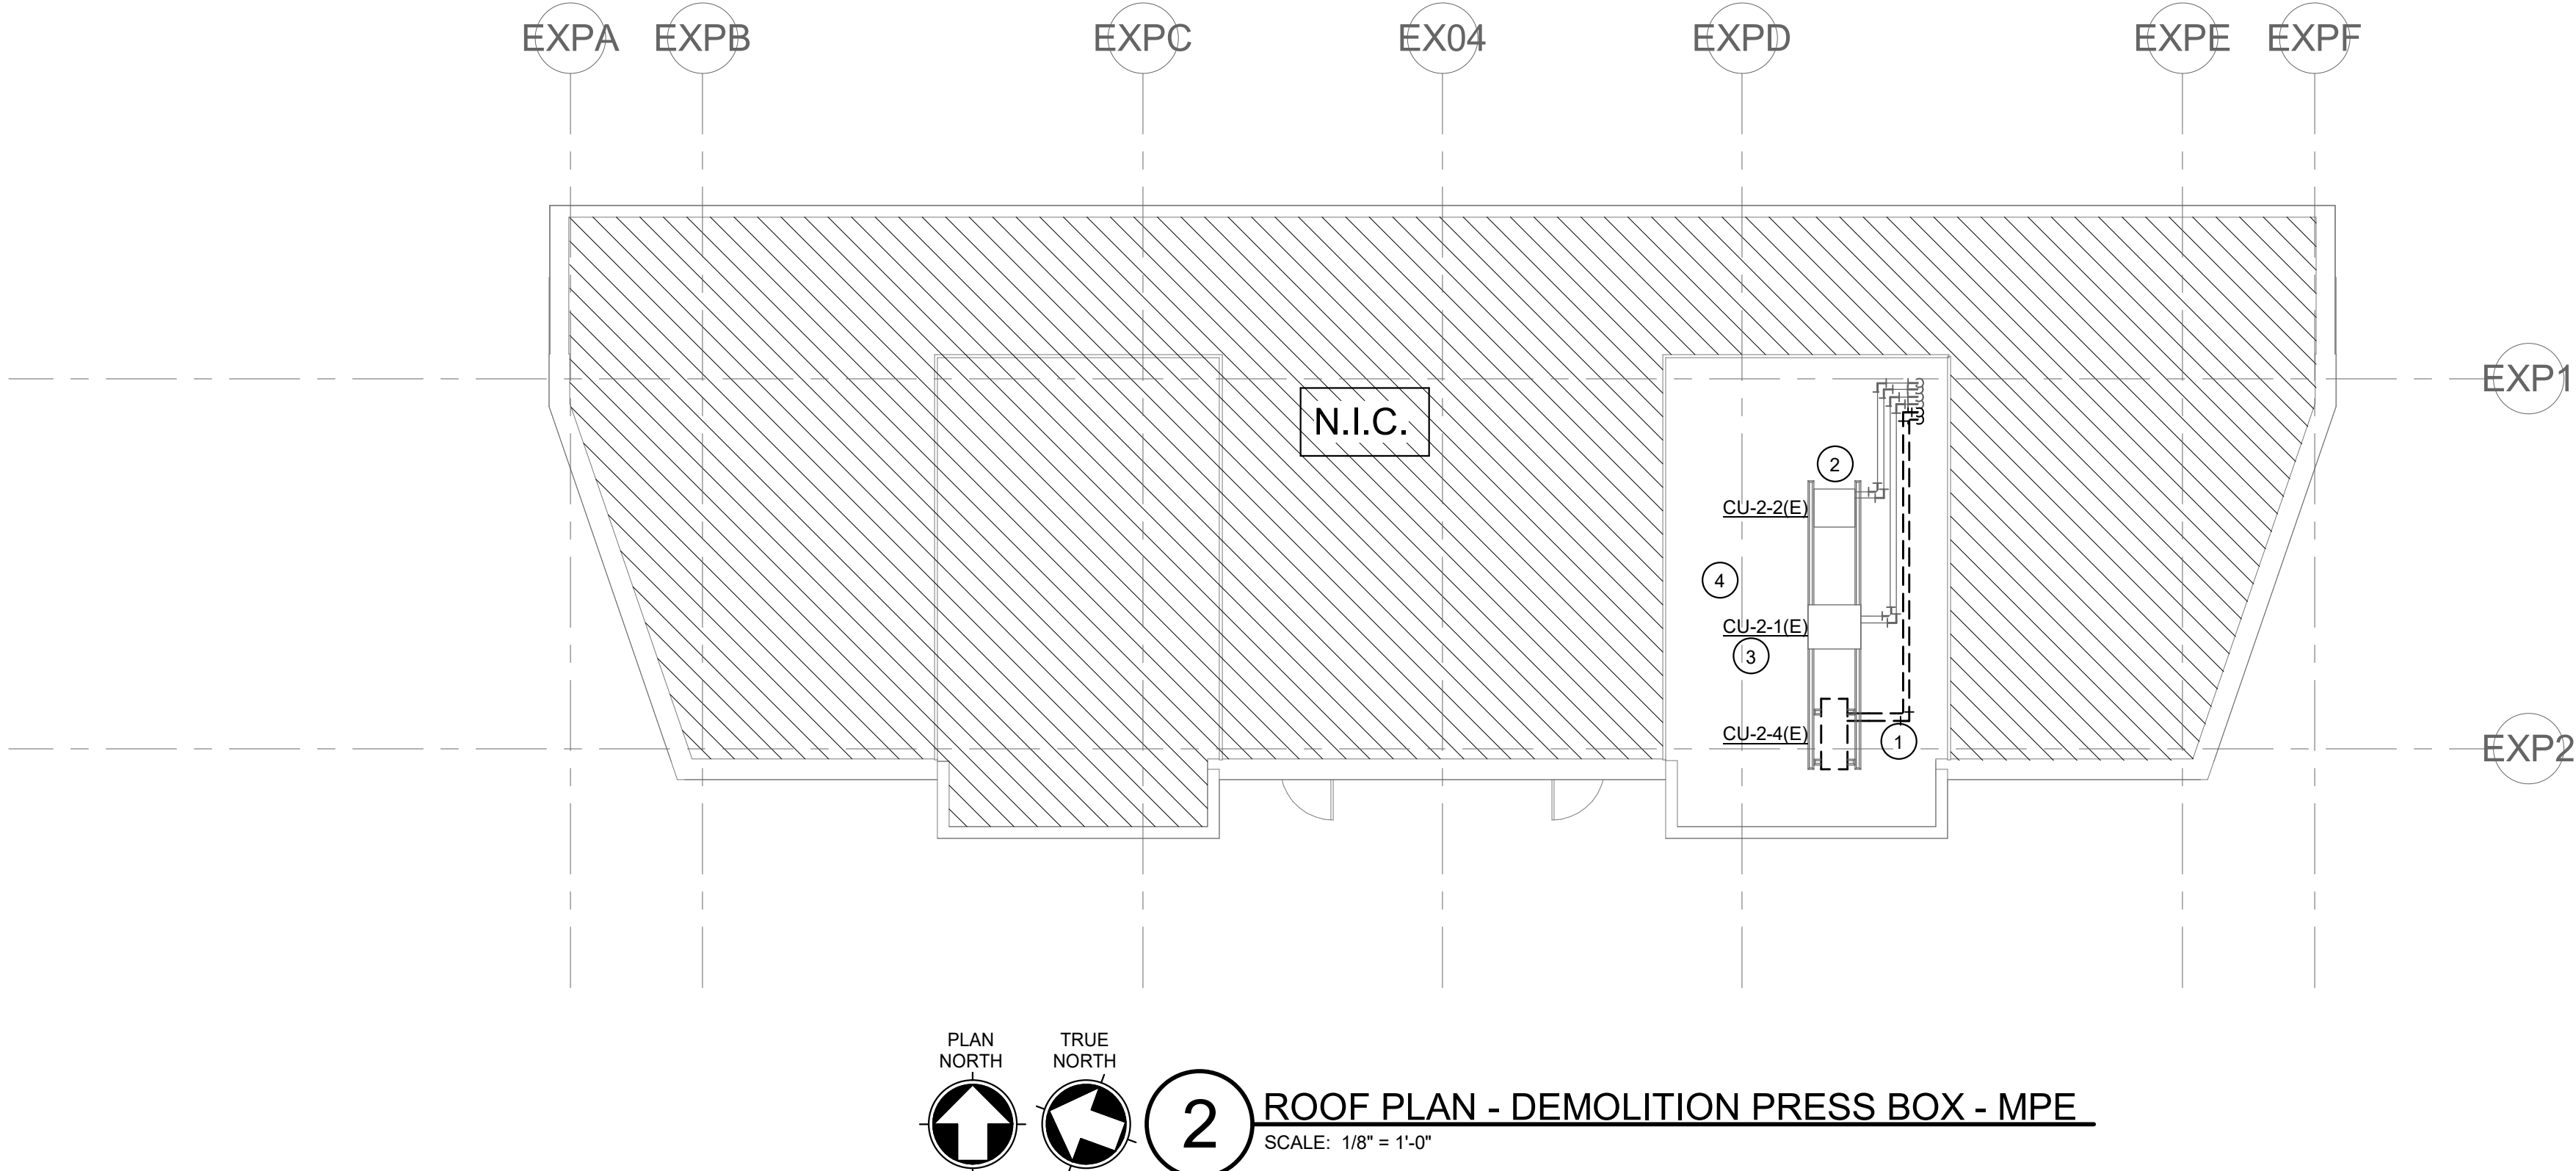 EXPA
EXPB
EXPC
EX04
EXPD
EXPE
EXPF
EXP1
N.I.C.
2
CU-2-2(E)
4
CU-2-1(E)
3
CU-2-4(E)
1
EXP2
PLAN
NORTH
TRUE
NORTH
2
ROOF PLAN - DEMOLITION PRESS BOX - MPE
SCALE: 1/8" = 1'-0"